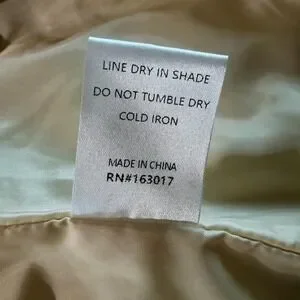 LINE DRY IN SHADE
DO NOT TUMBLE DRY
COLD IRON
MADE IN CHINA
RN#163017